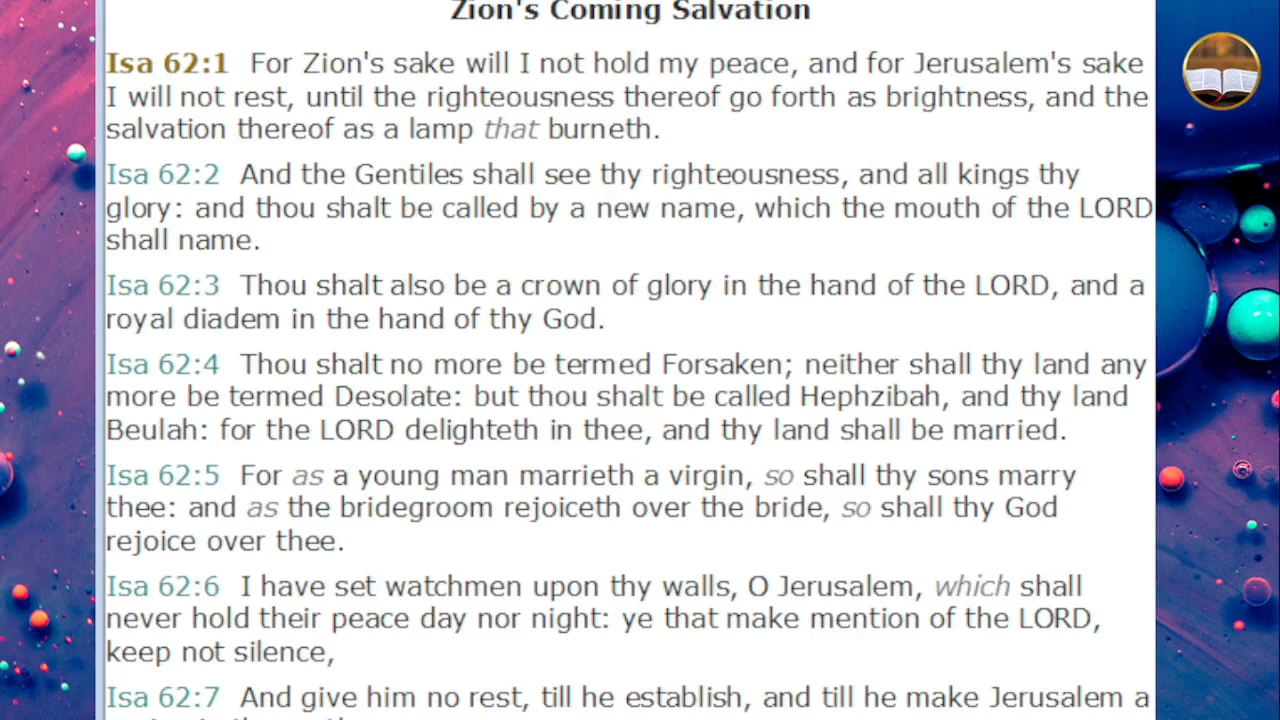 Zion's Coming Salvation
Isa 62:1 For Zion's sake will I not hold my peace, and for Jerusalem's sake
I will not rest, until the righteousness thereof go forth as brightness, and the
salvation thereof as a lamp that burneth.
Isa 62:2 And the Gentiles shall see thy righteousness, and all kings thy
glory: and thou shalt be called by a new name, which the mouth of the LORD
shall name.
Isa 62:3 Thou shalt also be a crown of glory in the hand of the LORD, and a
royal diadem in the hand of thy God.
Isa 62:4 Thou shalt no more be termed Forsaken; neither shall thy land any
more be termed Desolate: but thou shalt be called Hephzibah, and thy land
Beulah: for the LORD delighteth in thee, and thy land shall be married.
Isa 62:5 For as a young man marrieth a virgin, so shall thy sons marry
thee: and as the bridegroom rejoiceth over the bride, so shall thy God
rejoice over thee.
Isa 62:6 I have set watchmen upon thy walls, O Jerusalem, which shall
never hold their peace day nor night: ye that make mention of the LORD,
keep not silence,
Isa 62:7 And give him no rest, till he establish, and till he make Jerusalem a